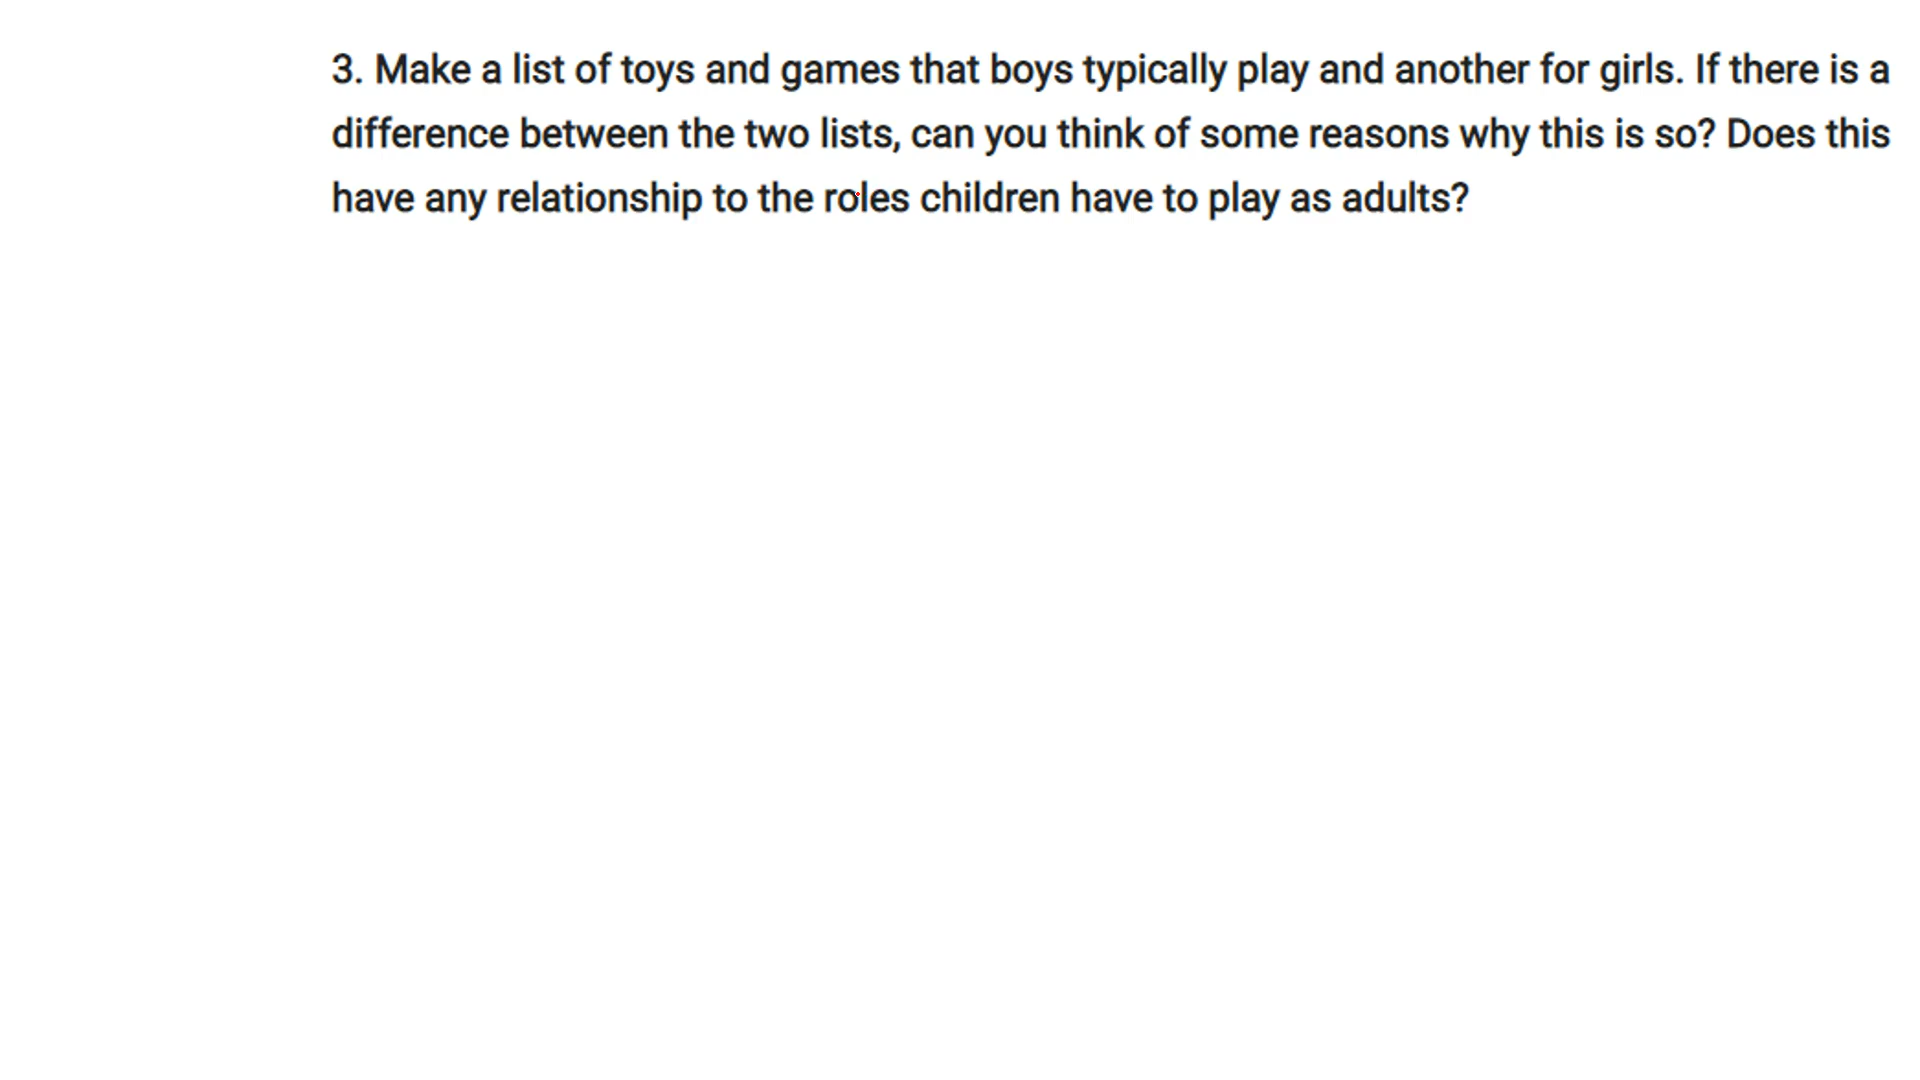 3. Make a list of toys and games that boys typically play and another for girls. If there is a
difference between the two lists, can you think of some reasons why this is so? Does this
have any relationship to the roles children have to play as adults?